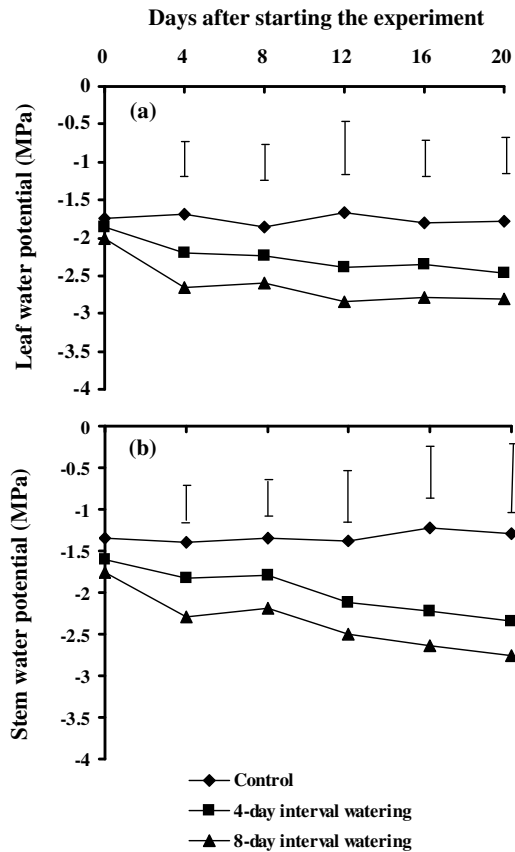 Days after starting the experiment
0 4 8 12 16 20
Leaf water potential (MPa)
(a)
0
-0.5
-1
-1.5
-2
-2.5
-3
-3.5
-4
Stem water potential (MPa)
(b)
0
-0.5
-1
-1.5
-2
-2.5
-3
-3.5
-4
Control
4-day interval watering
8-day interval watering